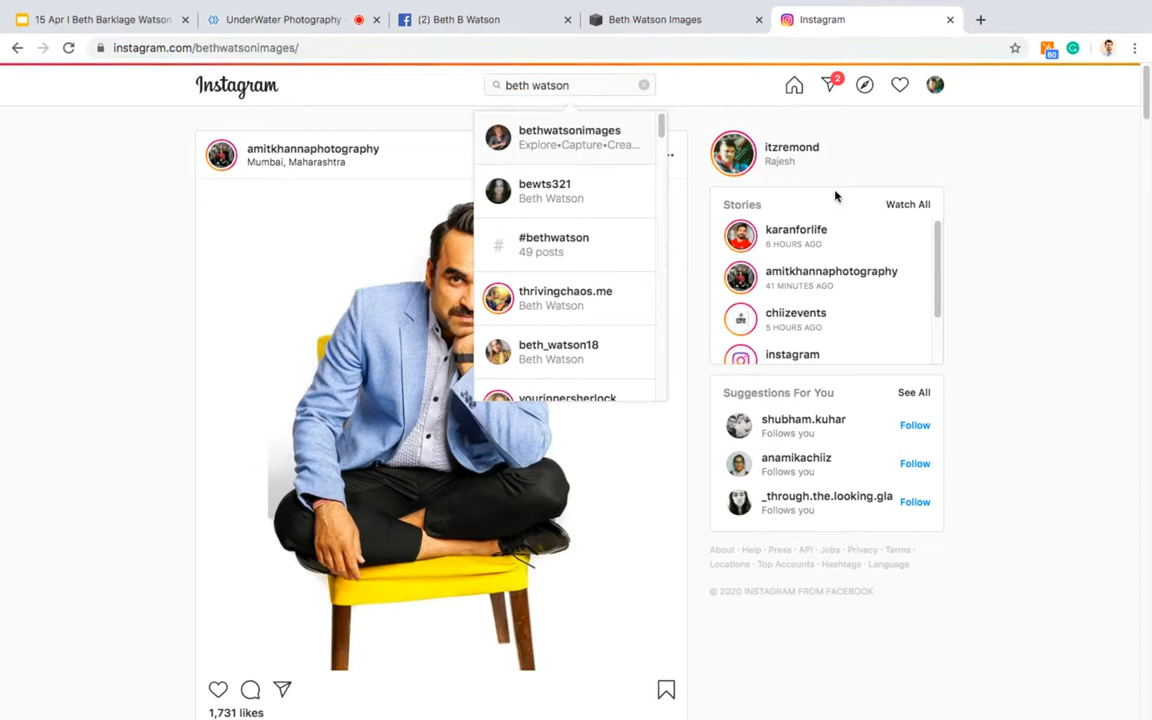 15 Apr I Beth Barklage Watson
UnderWater Photography -
(2) Beth B Watson
Beth Watson Images
Instagram
instagram.com/bethwatsonimages/
80
Instagram
beth watson
2
amitkhannaphotography
Mumbai, Maharashtra
bethwatsonimages
Explore•Capture•Crea...
bewts321
Beth Watson
#bethwatson
49 posts
thrivingchaos.me
Beth Watson
beth_watson18
Beth Watson
yourinnersherlock
itzremond
Rajesh
Stories
Watch All
karanforlife
6 HOURS AGO
amitkhannaphotography
41 MINUTES AGO
chiizevents
5 HOURS AGO
instagram
Suggestions For You
See All
shubham.kuhar
Follows you
Follow
anamikachiiz
Follows you
Follow
_through.the.looking.gla
Follows you
Follow
About · Help · Press · API · Jobs · Privacy · Terms ·
Locations · Top Accounts · Hashtags · Language
© 2020 INSTAGRAM FROM FACEBOOK
1,731 likes